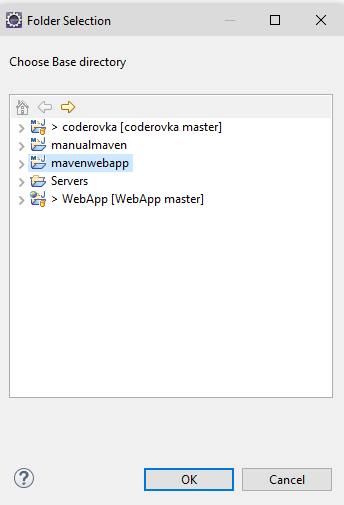 Folder Selection
Choose Base directory
> coderovka [coderovka master]
manualmaven
mavenwebapp
Servers
> WebApp [WebApp master]
OK
Cancel